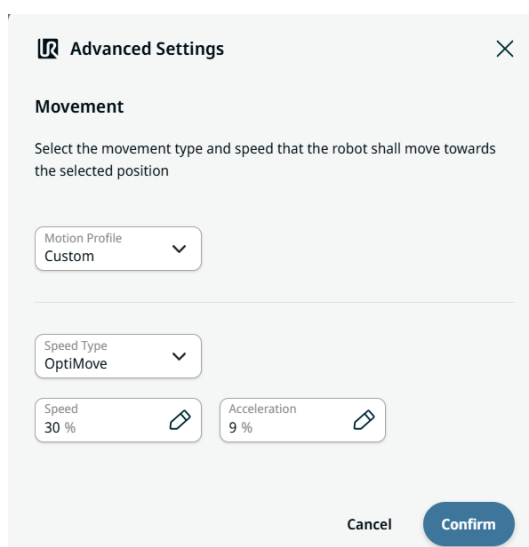 UR Advanced Settings
Movement
Select the movement type and speed that the robot shall move towards
the selected position
Motion Profile
Custom
Speed Type
OptiMove
Speed
30 %
Acceleration
9 %
Cancel
Confirm